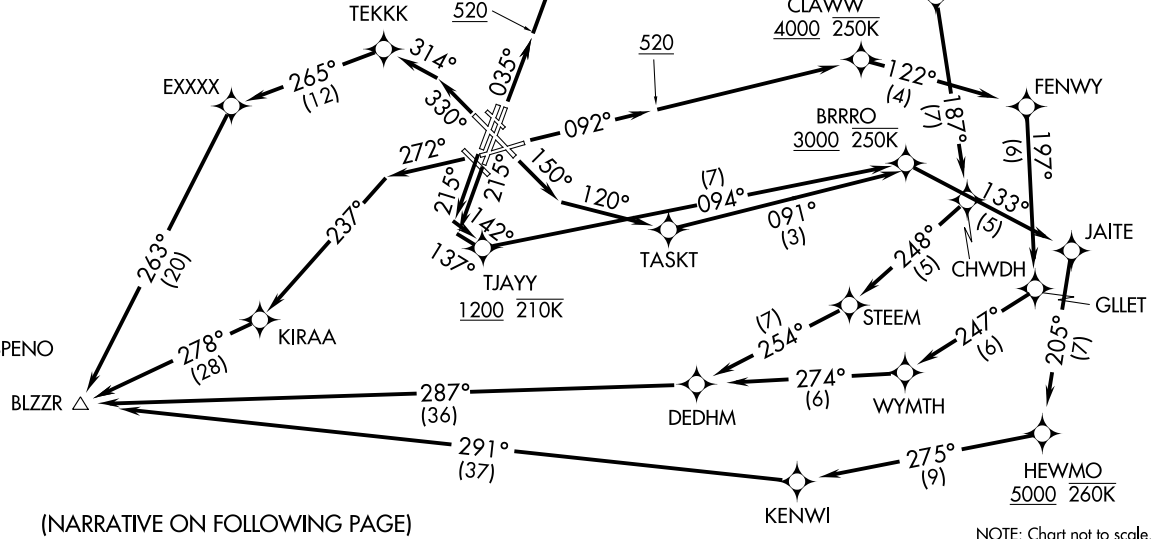 520
TEKKK
CLAWW
4000 250K
314°
035°
520
EXXXX
265°
(12)
122°
(4)
FENWY
330°
092°
187°
(7)
BRRRO
3000 250K
197°
(6)
272°
150°
215°
215°
120°
(7)
094°
133°
(5)
091°
(3)
142°
137°
237°
TASKT
248°
(5)
JAITE
263°
(20)
CHWDH
TJAYY
1200 210K
GLLET
KIRAA
STEEM
(7)
254°
247°
(6)
205°
(7)
PENO
278°
(28)
BLZZR
287°
(36)
274°
(6)
DEDHM
WYMTH
291°
(37)
275°
(9)
HEWMO
5000 260K
KENWI
(NARRATIVE ON FOLLOWING PAGE)
NOTE: Chart not to scale.